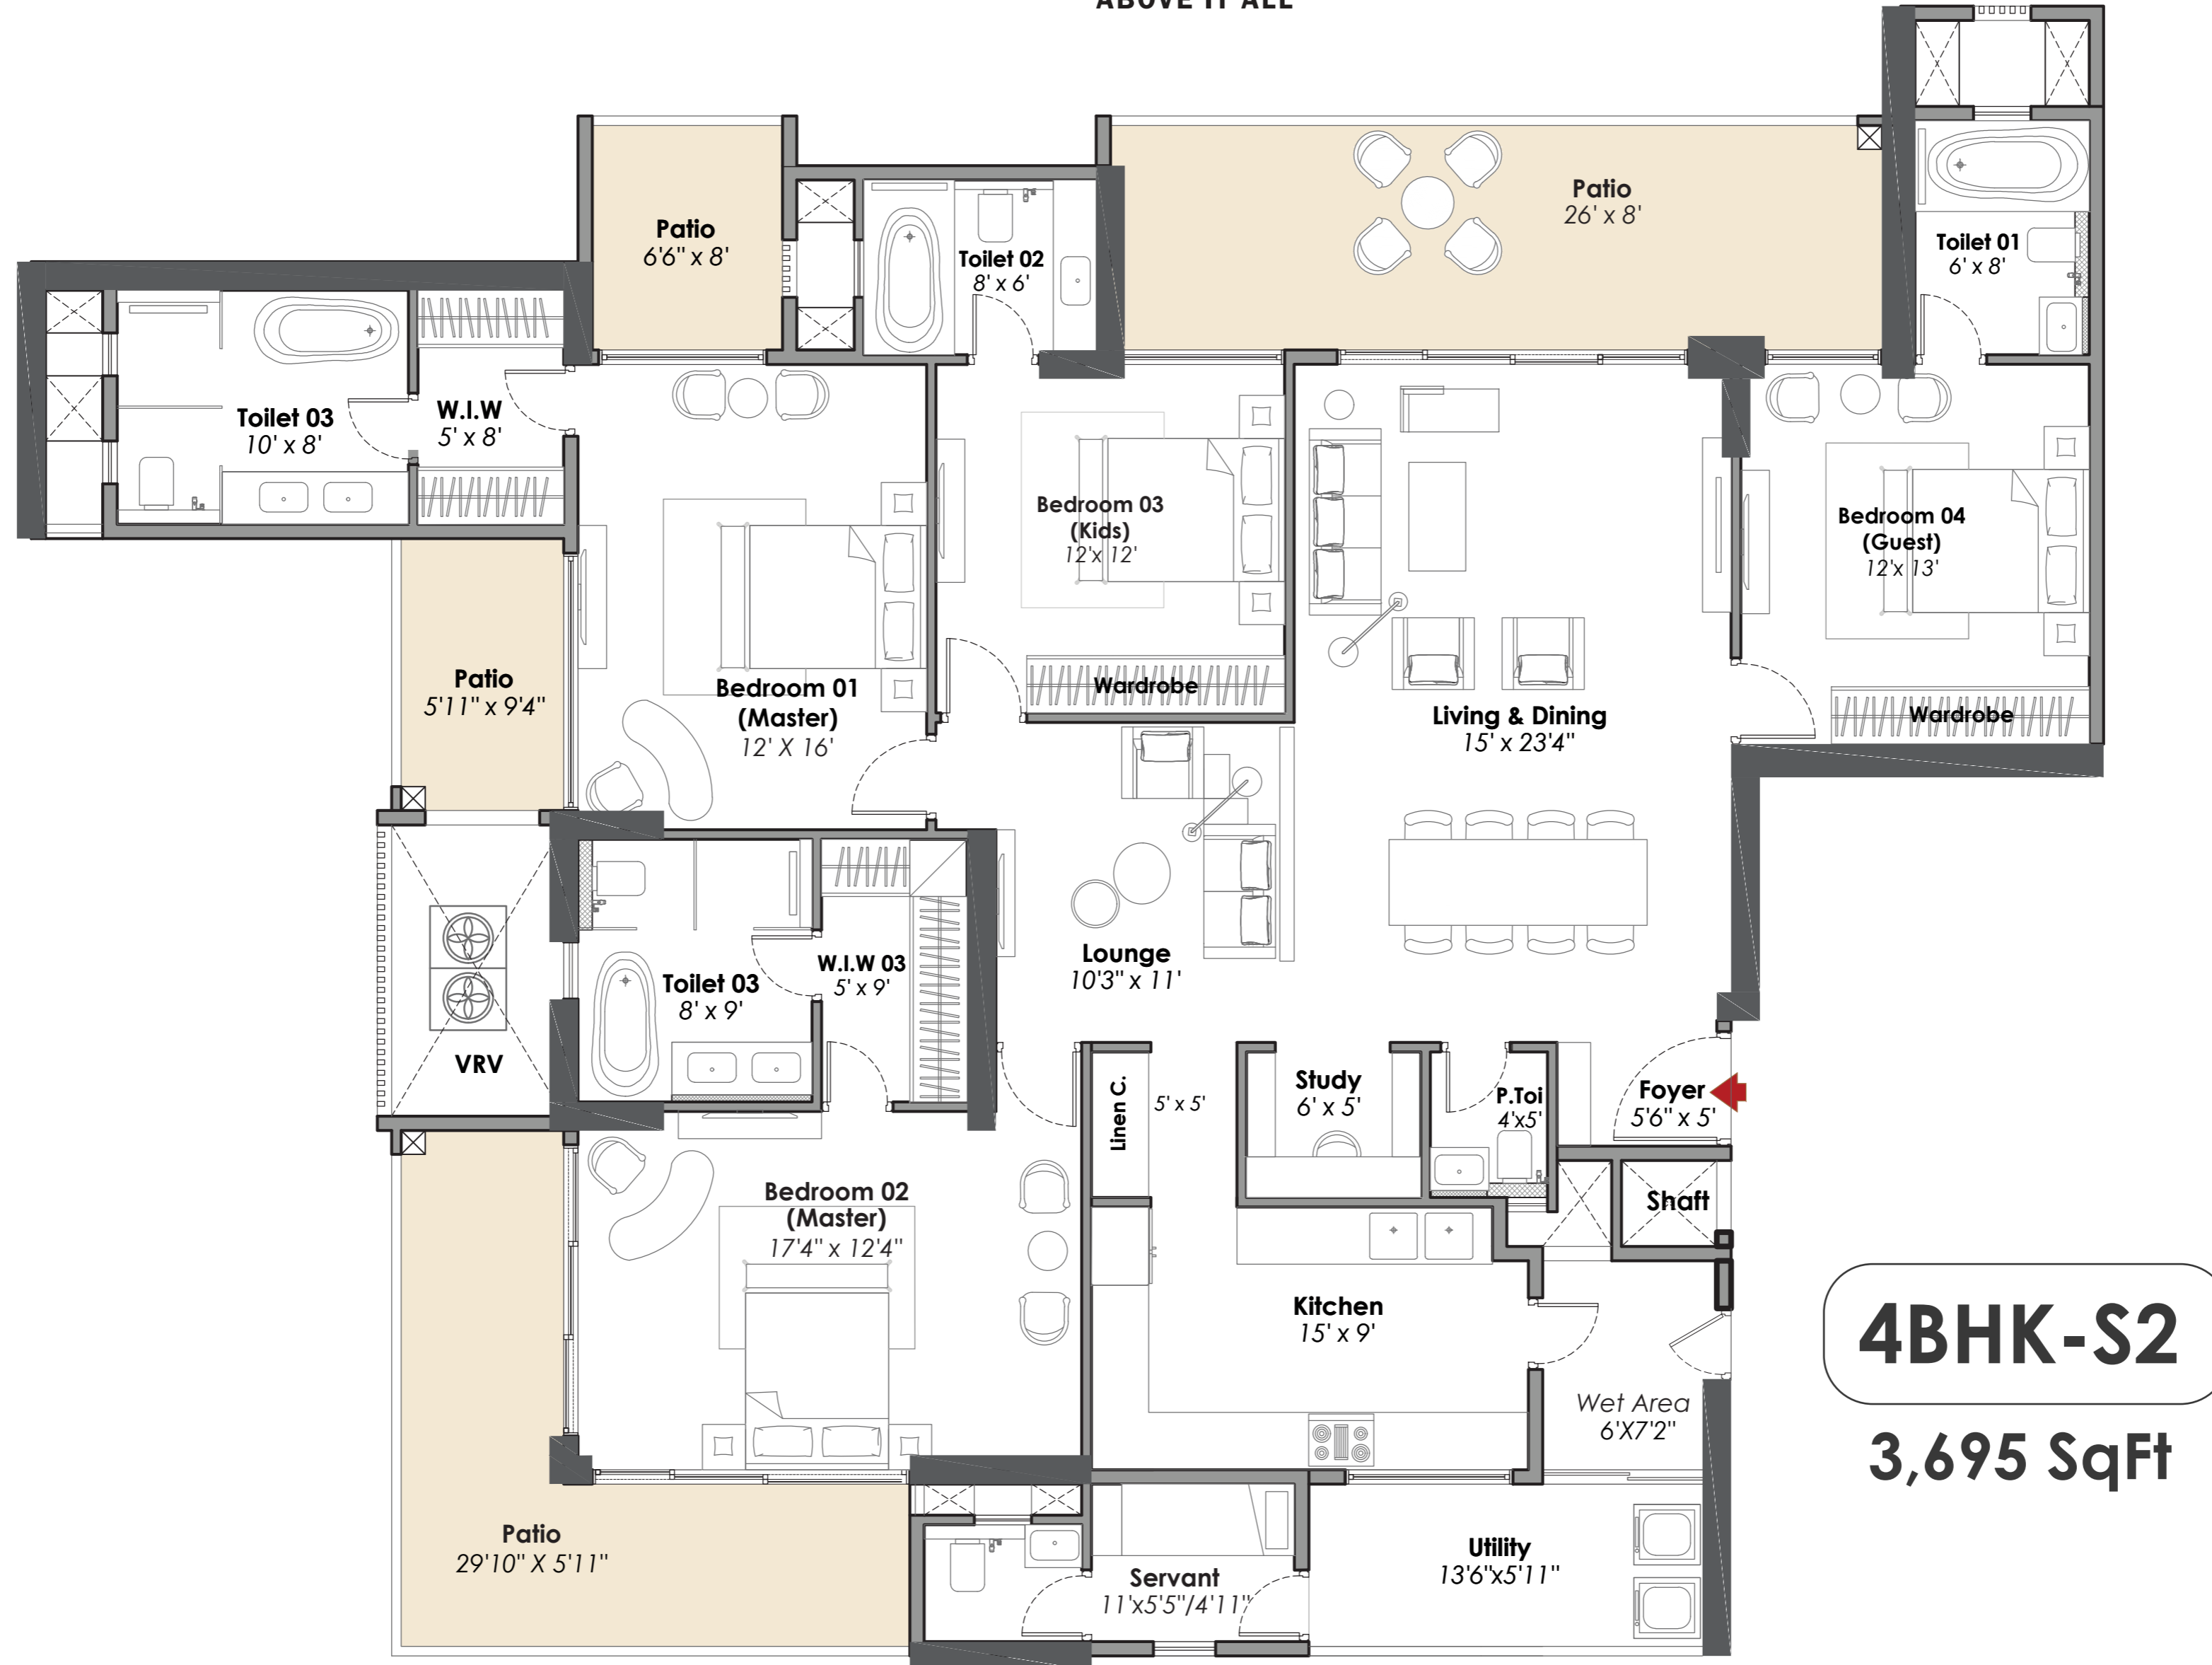 ABOVE IT ALL
Patio
6'6" x 8'
Toilet 02
8' x 6'
Patio
26' x 8'
Toilet 01
6' x 8'
Toilet 03
10' x 8'
W.I.W
5' x 8'
Bedroom 03
(Kids)
12'x 12'
Bedroom 04
(Guest)
12'x 13'
Patio
5'11" x 9'4"
Bedroom 01
(Master)
12' X 16'
Wardrobe
Living & Dining
15' x 23'4"
Wardrobe
Toilet 03
8' x 9'
W.I.W 03
5' x 9'
Lounge
10'3" x 11'
VRV
Linen C.
5' x 5'
Study
6' x 5'
P.Toi
4'x5'
Foyer
5'6" x 5'
Shaft
Bedroom 02
(Master)
17'4" x 12'4"
Kitchen
15' x 9'
Wet Area
6'X7'2"
4BHK-S2
3,695 SqFt
Patio
29'10" X 5'11"
Servant
11'x5'5"/4'11"
Utility
13'6"x5'11"